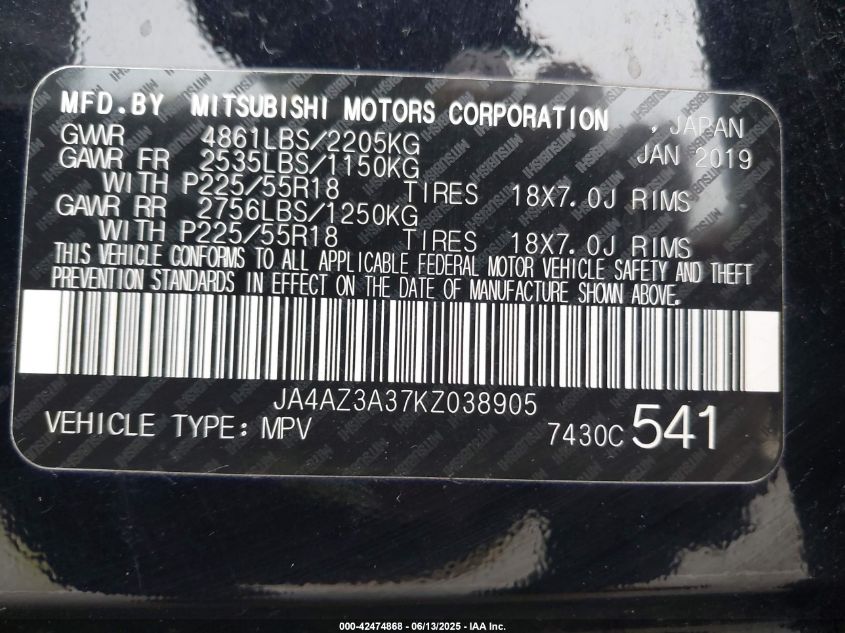 MFD.BY MITSUBISHI MOTORS CORPORATION , JAPAN
GVWR 4861LBS/2205KG JAN 2019
GAWR FR 2535LBS/1150KG
WITH P225/55R18 TIRES 18X7.0J RIMS
GAWR RR 2756LBS/1250KG
WITH P225/55R18 TIRES 18X7.0J RIMS
THIS VEHICLE CONFORMS TO ALL APPLICABLE FEDERAL MOTOR VEHICLE SAFETY AND THEFT
PREVENTION STANDARDS IN EFFECT ON THE DATE OF MANUFACTURE SHOWN ABOVE.
JA4AZ3A37KZ038905
VEHICLE TYPE: MPV 7430C 541
000-42474868 - 06/13/2025 - IAA Inc.